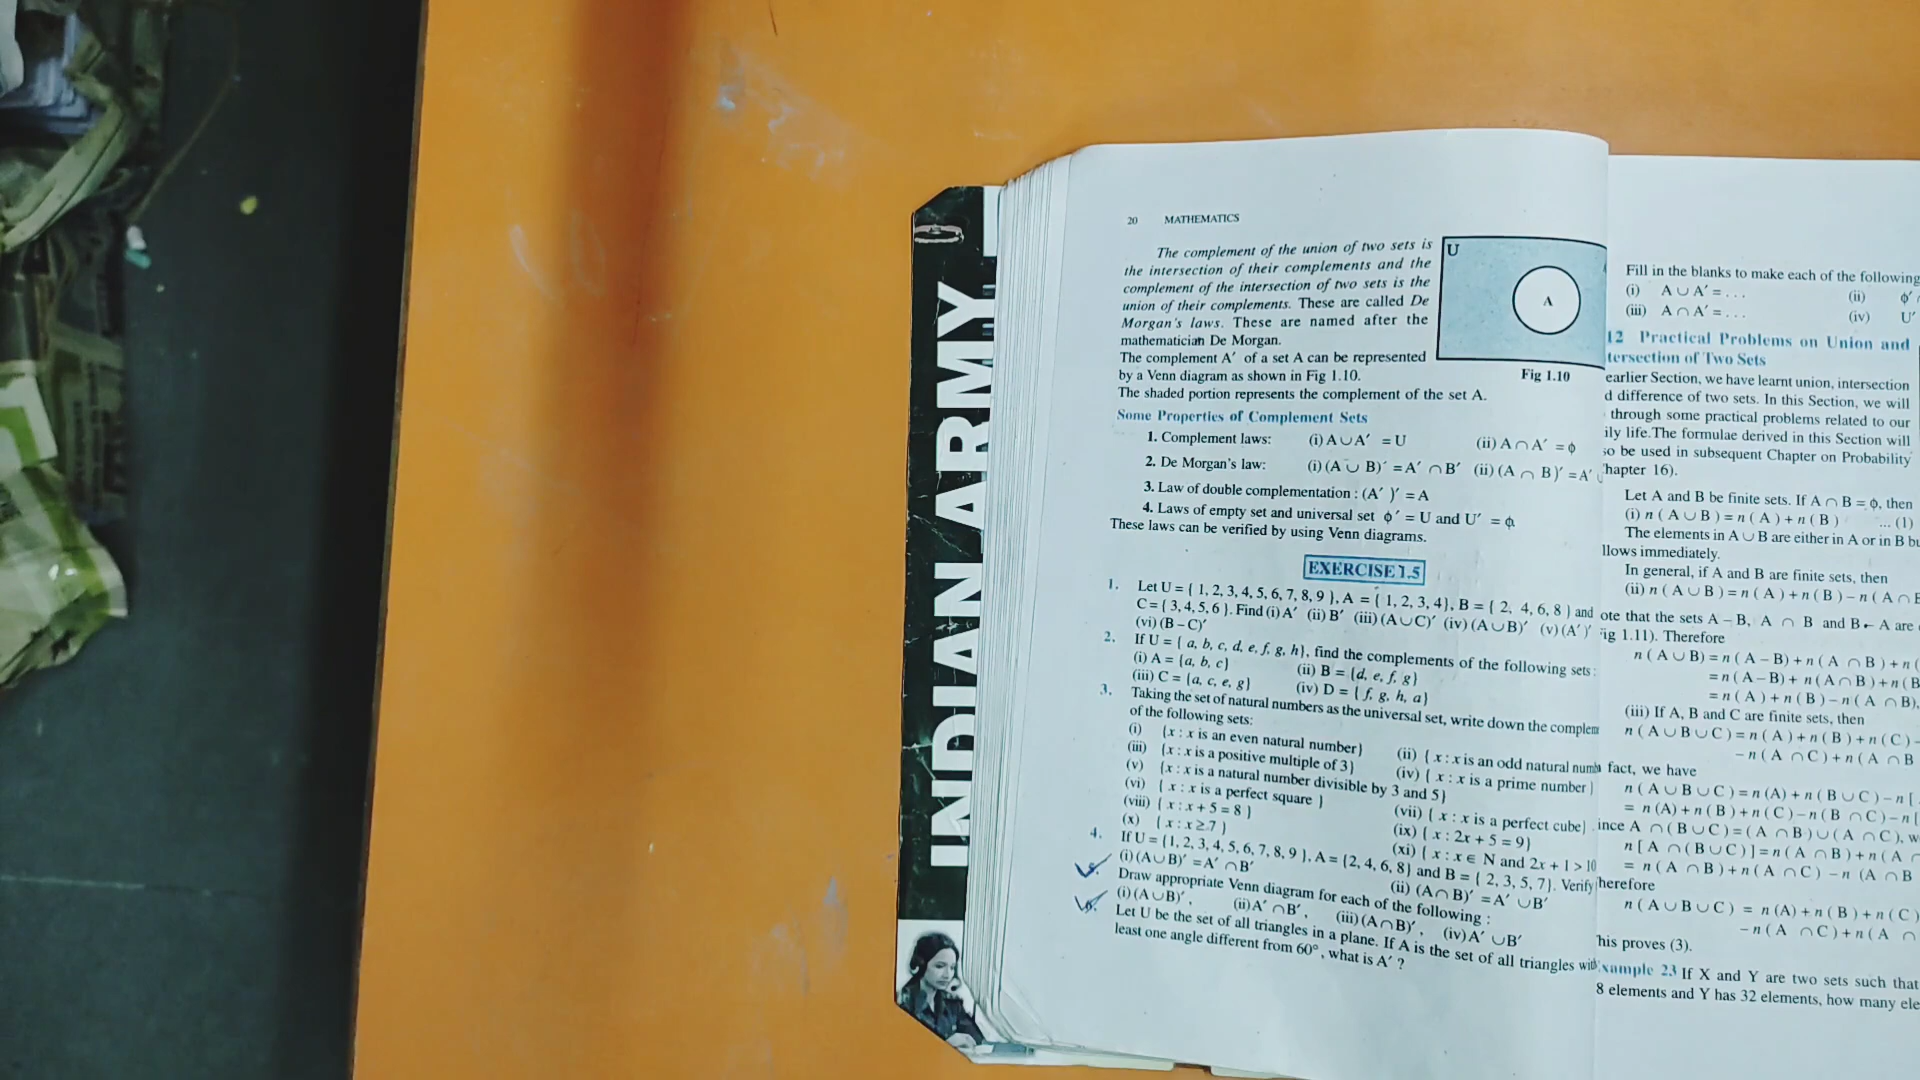 INDIAN ARMY
20 MATHEMATICS
The complement of the union of two sets is
the intersection of their complements and the
complement of the intersection of two sets is the
union of their complements. These are called De
Morgan's laws. These are named after the
mathematician De Morgan.
The complement A′ of a set A can be represented
by a Venn diagram as shown in Fig 1.10.
The shaded portion represents the complement of the set A.
U
A
Fig 1.10
Some Properties of Complement Sets
1. Complement laws: (i) A ∪ A′ = U (ii) A ∩ A′ = φ
2. De Morgan's law: (i) (A ∪ B)′ = A′ ∩ B′ (ii) (A ∩ B)′ = A′ ∪
3. Law of double complementation : (A′ )′ = A
4. Laws of empty set and universal set φ′ = U and U′ = φ.
These laws can be verified by using Venn diagrams.
EXERCISE 1.5
1. Let U = { 1, 2, 3, 4, 5, 6, 7, 8, 9 }, A = { 1, 2, 3, 4}, B = { 2, 4, 6, 8 } and
C = { 3, 4, 5, 6 }. Find (i) A′ (ii) B′ (iii) (A ∪ C)′ (iv) (A ∪ B)′ (v) (A′ )′
(vi) (B – C)′
2. If U = { a, b, c, d, e, f, g, h}, find the complements of the following sets :
(i) A = {a, b, c} (ii) B = {d, e, f, g}
(iii) C = {a, c, e, g} (iv) D = { f, g, h, a}
3. Taking the set of natural numbers as the universal set, write down the complem
of the following sets:
(i) {x : x is an even natural number} (ii) { x : x is an odd natural numb
(iii) {x : x is a positive multiple of 3} (iv) { x : x is a prime number }
(v) {x : x is a natural number divisible by 3 and 5}
(vi) { x : x is a perfect square } (vii) { x : x is a perfect cube}
(viii) { x : x + 5 = 8 } (ix) { x : 2x + 5 = 9}
(x) { x : x ≥ 7 } (xi) { x : x ∈ N and 2x + 1 > 10
4. If U = {1, 2, 3, 4, 5, 6, 7, 8, 9 }, A = {2, 4, 6, 8} and B = { 2, 3, 5, 7}. Verify
(i) (A ∪ B)′ = A′ ∩ B′ (ii) (A ∩ B)′ = A′ ∪ B′
5. Draw appropriate Venn diagram for each of the following :
(i) (A ∪ B)′, (ii) A′ ∩ B′, (iii) (A ∩ B)′, (iv) A′ ∪ B′
6. Let U be the set of all triangles in a plane. If A is the set of all triangles with
least one angle different from 60°, what is A′ ?
Fill in the blanks to make each of the following
(i) A ∪ A′ = . . . (ii) φ′
(iii) A ∩ A′ = . . . (iv) U′
12 Practical Problems on Union and
tersection of Two Sets
earlier Section, we have learnt union, intersection
d difference of two sets. In this Section, we will
through some practical problems related to our
ily life.The formulae derived in this Section will
so be used in subsequent Chapter on Probability
hapter 16).
Let A and B be finite sets. If A ∩ B = φ, then
(i) n ( A ∪ B ) = n ( A ) + n ( B ) ... (1)
The elements in A ∪ B are either in A or in B bu
llows immediately.
In general, if A and B are finite sets, then
(ii) n ( A ∪ B ) = n ( A ) + n ( B ) – n ( A ∩ B
ote that the sets A – B, A ∩ B and B – A are
ig 1.11). Therefore
n ( A ∪ B) = n ( A – B) + n ( A ∩ B ) + n (
= n ( A – B) + n ( A ∩ B ) + n ( B
= n ( A ) + n ( B ) – n ( A ∩ B),
(iii) If A, B and C are finite sets, then
n ( A ∪ B ∪ C ) = n ( A ) + n ( B ) + n ( C ) –
– n ( A ∩ C ) + n ( A ∩ B
fact, we have
n ( A ∪ B ∪ C ) = n (A) + n ( B ∪ C ) – n [
= n (A) + n ( B ) + n ( C ) – n ( B ∩ C ) – n [
ince A ∩ ( B ∪ C ) = ( A ∩ B ) ∪ ( A ∩ C ), w
n [ A ∩ ( B ∪ C ) ] = n ( A ∩ B ) + n ( A ∩
= n ( A ∩ B ) + n ( A ∩ C ) – n (A ∩ B
herefore
n ( A ∪ B ∪ C ) = n (A) + n ( B ) + n ( C )
– n ( A ∩ C ) + n ( A ∩
his proves (3).
xample 23 If X and Y are two sets such that
8 elements and Y has 32 elements, how many ele